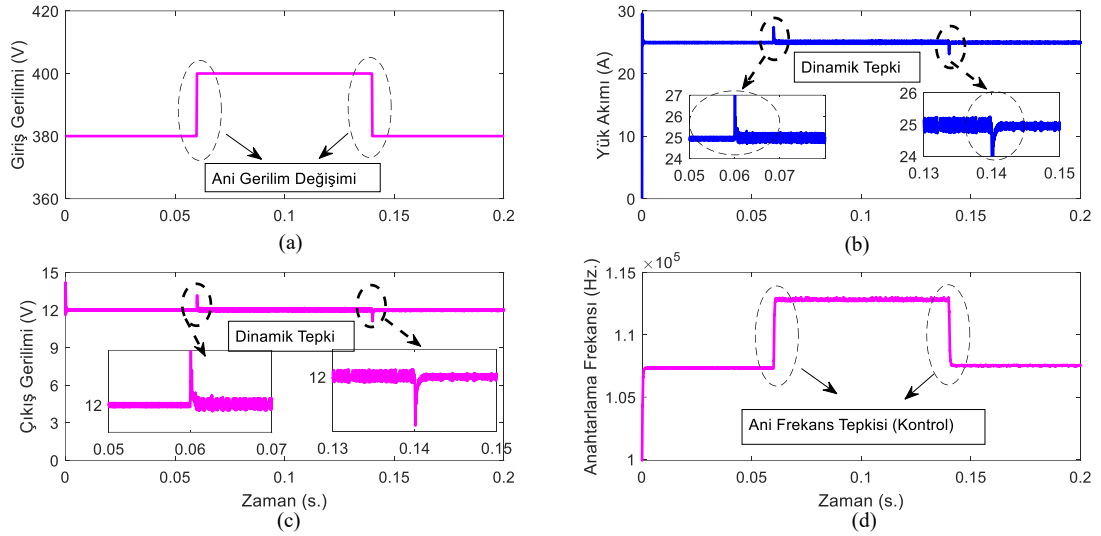 420
400
380
360
Giriş Gerilimi (V)
Ani Gerilim Değişimi
0 0.05 0.1 0.15 0.2
(a)
30
20
10
0
Yük Akımı (A)
Dinamik Tepki
27
26
25
24
0.05 0.06 0.07
26
25
24
0.13 0.14 0.15
0 0.05 0.1 0.15 0.2
(b)
15
12
9
6
3
0
Çıkış Gerilimi (V)
Dinamik Tepki
12
0.05 0.06 0.07
12
0.13 0.14 0.15
0 0.05 0.1 0.15 0.2
Zaman (s.)
(c)
×10⁵
1.15
1.1
1.05
1
Anahtarlama Frekansı (Hz.)
Ani Frekans Tepkisi (Kontrol)
0 0.05 0.1 0.15 0.2
Zaman (s.)
(d)